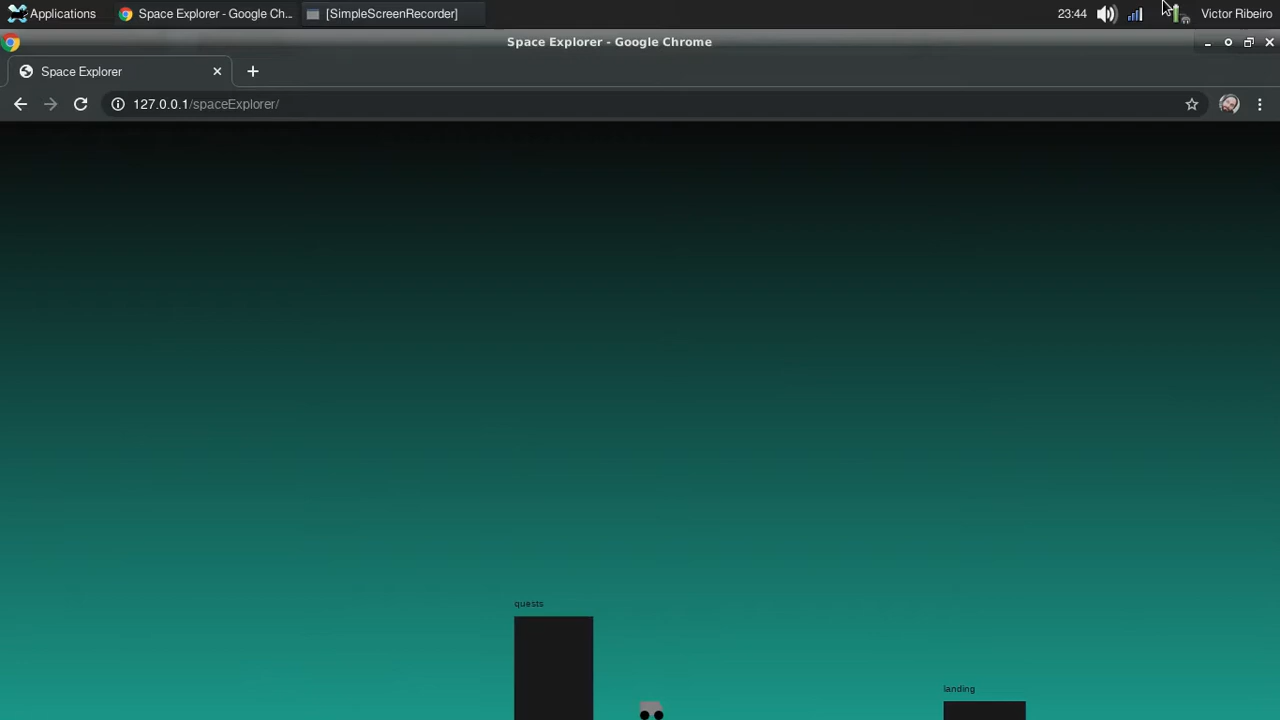 Applications
Space Explorer - Google Ch...
[SimpleScreenRecorder]
23:44
Victor Ribeiro
Space Explorer - Google Chrome
Space Explorer
127.0.0.1/spaceExplorer/
quests
landing